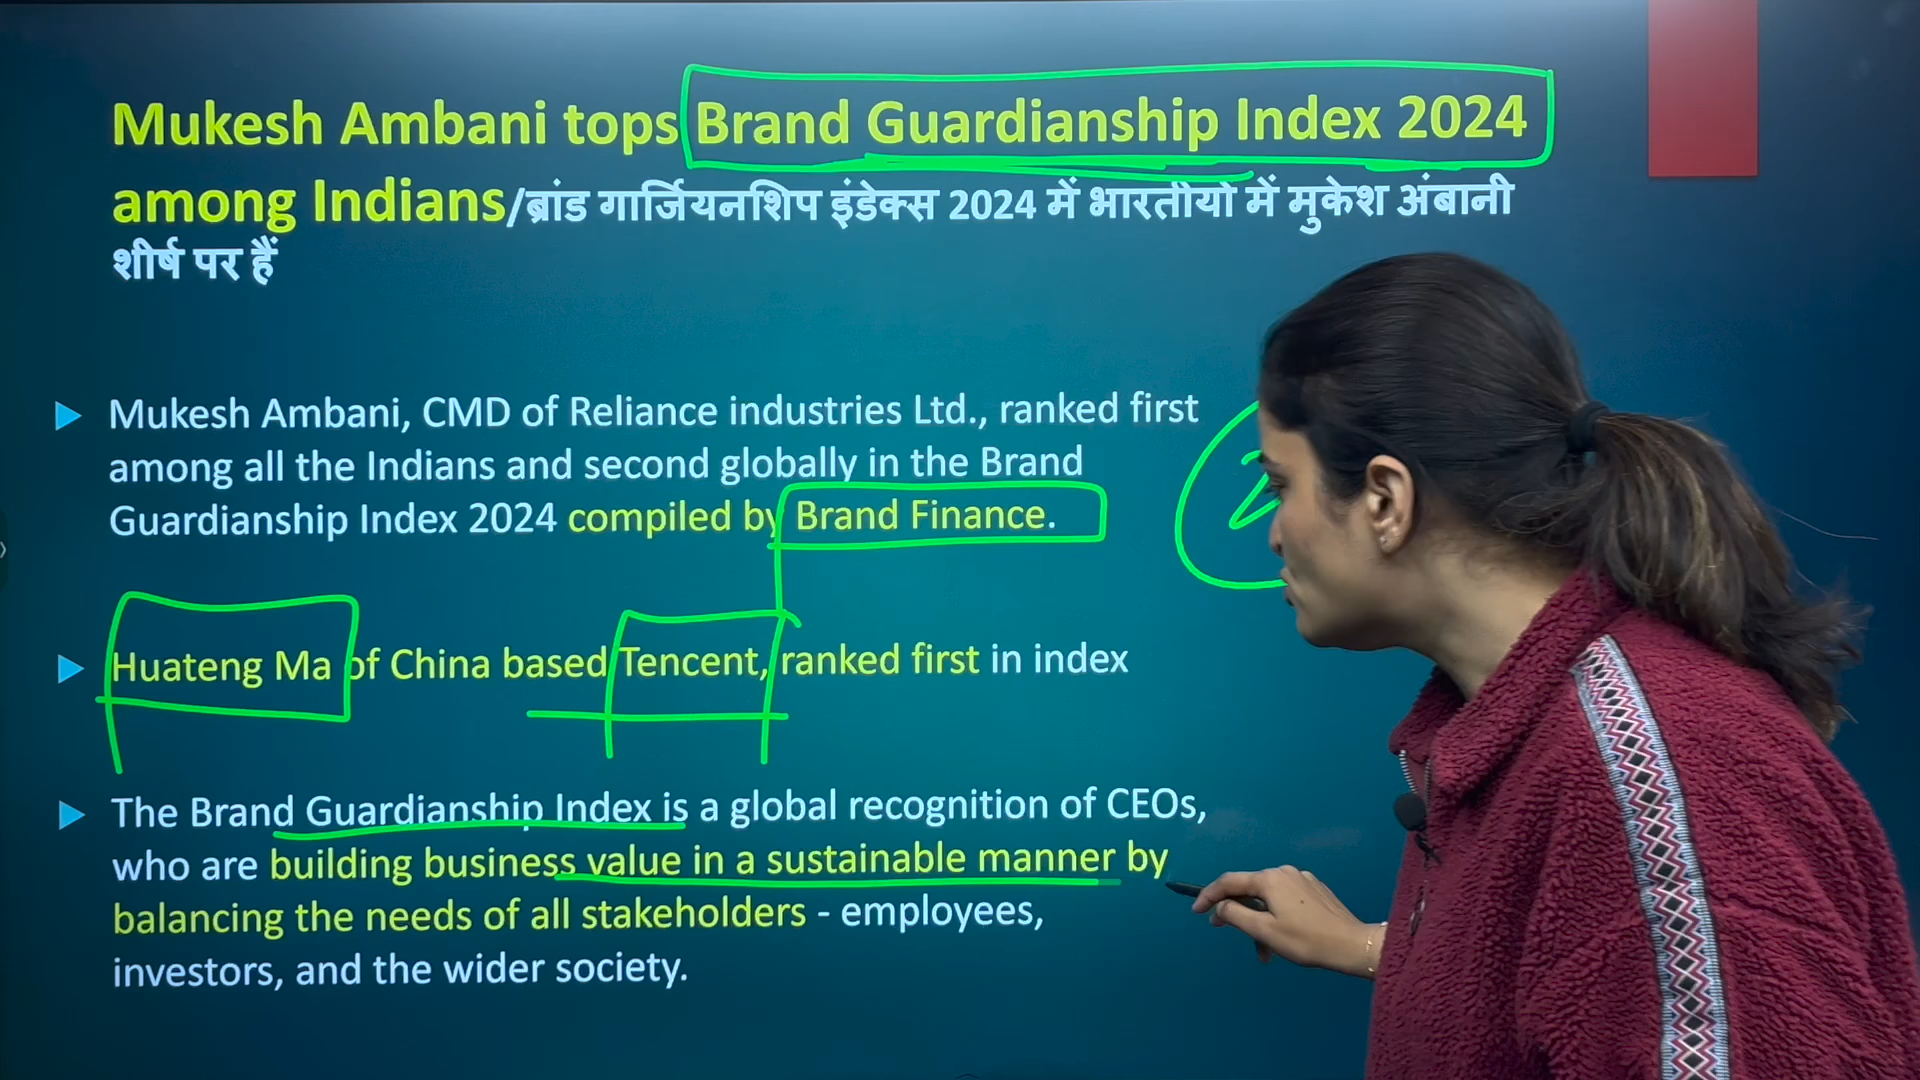 Mukesh Ambani tops Brand Guardianship Index 2024
among Indians/ब्रांड गार्जियनशिप इंडेक्स 2024 में भारतीयों में मुकेश अंबानी
शीर्ष पर हैं
Mukesh Ambani, CMD of Reliance industries Ltd., ranked first
among all the Indians and second globally in the Brand
Guardianship Index 2024 compiled by Brand Finance.
Huateng Ma of China based Tencent, ranked first in index
The Brand Guardianship Index is a global recognition of CEOs,
who are building business value in a sustainable manner by
balancing the needs of all stakeholders - employees,
investors, and the wider society.